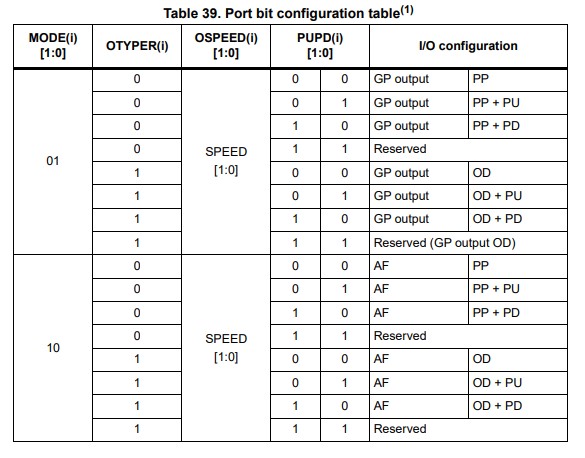 Table 39. Port bit configuration table(1)
MODE(i) [1:0] OTYPER(i) OSPEED(i) [1:0] PUPD(i) [1:0] I/O configuration
01 SPEED [1:0]
0 0 0 GP output PP
0 0 1 GP output PP + PU
0 1 0 GP output PP + PD
0 1 1 Reserved
1 0 0 GP output OD
1 0 1 GP output OD + PU
1 1 0 GP output OD + PD
1 1 1 Reserved (GP output OD)
10 SPEED [1:0]
0 0 0 AF PP
0 0 1 AF PP + PU
0 1 0 AF PP + PD
0 1 1 Reserved
1 0 0 AF OD
1 0 1 AF OD + PU
1 1 0 AF OD + PD
1 1 1 Reserved